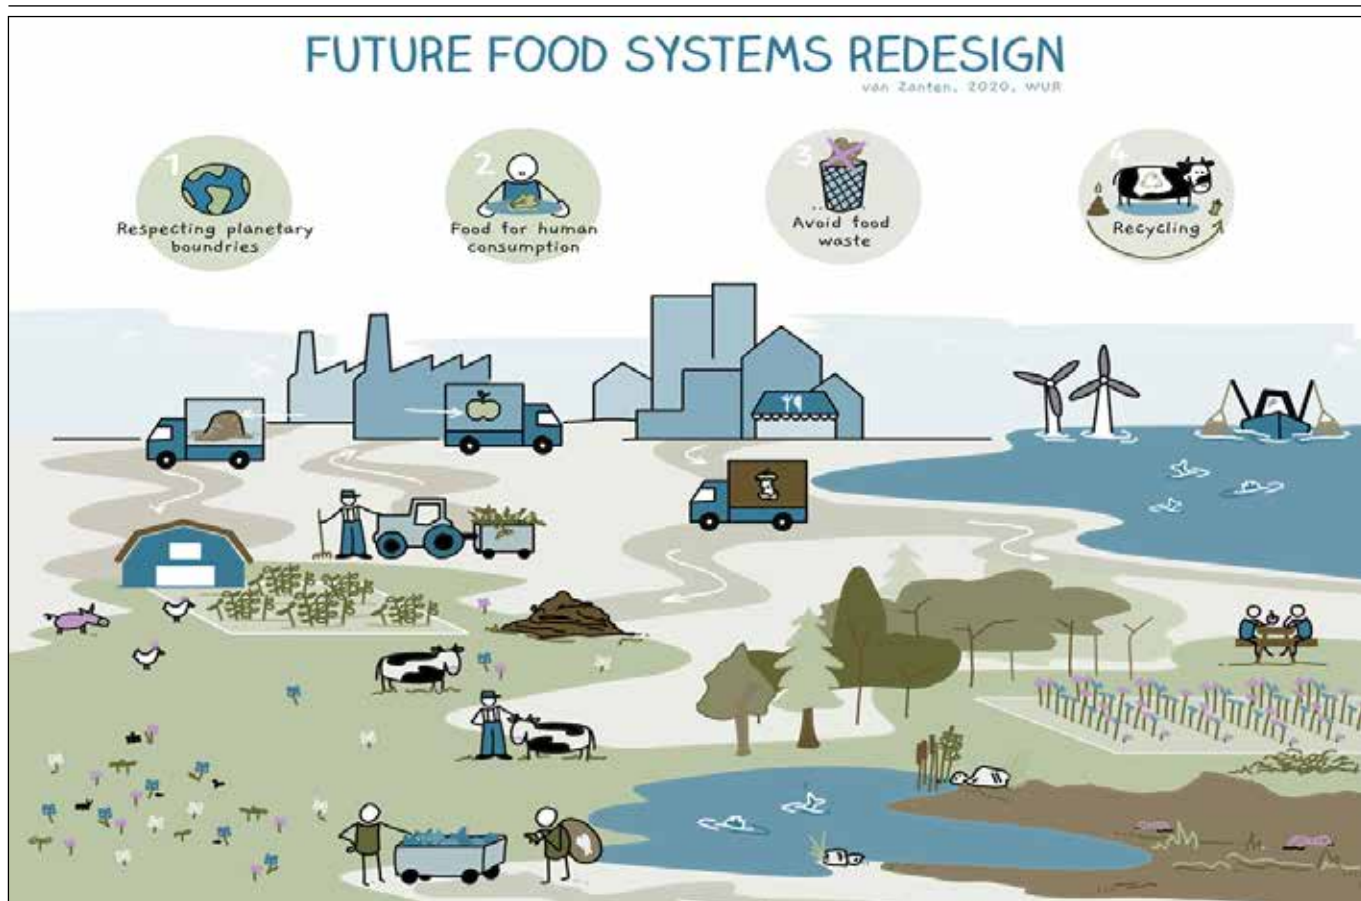 FUTURE FOOD SYSTEMS REDESIGN
van Zanten, 2020, WUR
1
Respecting planetary
boundries
2
Food for human
consumption
3
Avoid food
waste
4
Recycling